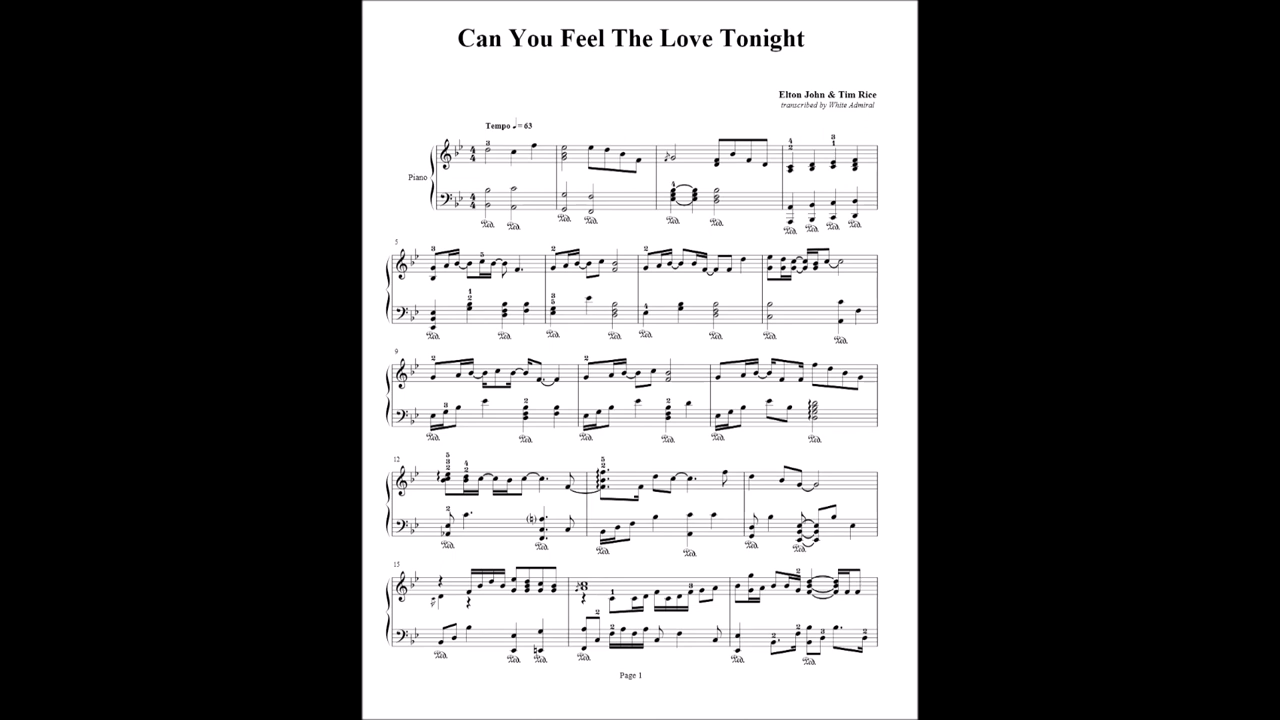 Can You Feel The Love Tonight
Elton John & Tim Rice
transcribed by White Admiral
Tempo ♩= 63
Piano
5
9
12
15
Page 1